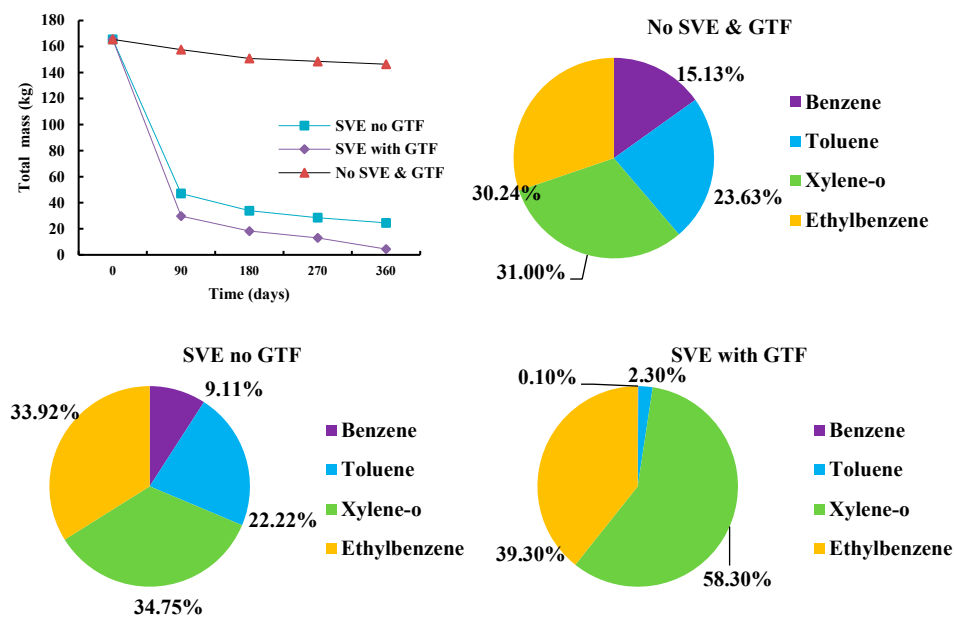 180
160
140
120
100
80
60
40
20
0
Total mass (kg)
0 90 180 270 360
Time (days)
SVE no GTF
SVE with GTF
No SVE & GTF
No SVE & GTF
15.13%
23.63%
31.00%
30.24%
Benzene
Toluene
Xylene-o
Ethylbenzene
SVE no GTF
9.11%
22.22%
34.75%
33.92%
Benzene
Toluene
Xylene-o
Ethylbenzene
SVE with GTF
0.10%
2.30%
58.30%
39.30%
Benzene
Toluene
Xylene-o
Ethylbenzene